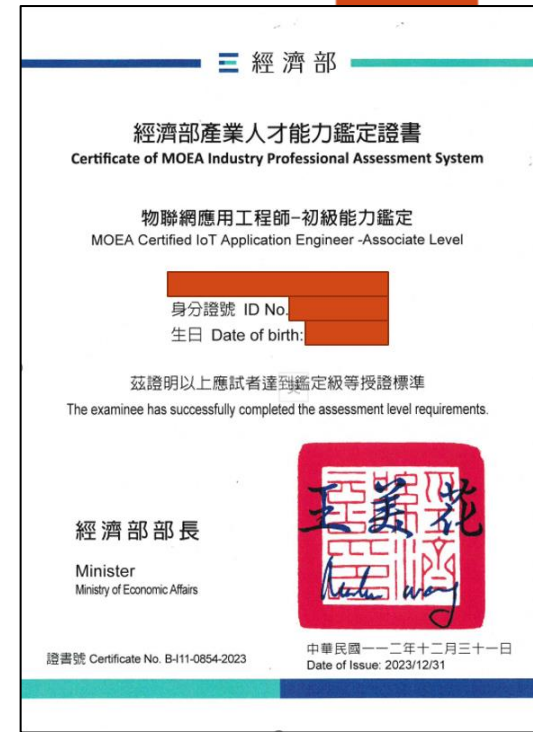 經濟部
經濟部產業人才能力鑑定證書
Certificate of MOEA Industry Professional Assessment System
物聯網應用工程師-初級能力鑑定
MOEA Certified IoT Application Engineer -Associate Level
身分證號 ID No.
生日 Date of birth:
茲證明以上應試者達到鑑定級等授證標準
The examinee has successfully completed the assessment level requirements.
經濟部部長
Minister
Ministry of Economic Affairs
王美花
證書號 Certificate No. B-I11-0854-2023
中華民國一一二年十二月三十一日
Date of Issue: 2023/12/31